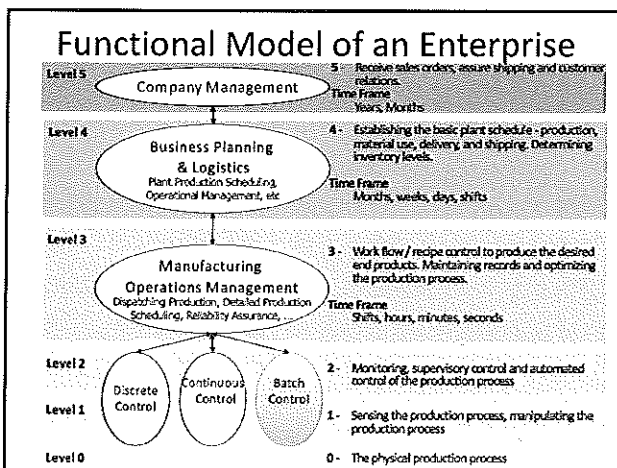 Functional Model of an Enterprise
Level 5
Company Management
5 - Receive sales orders, assure shipping and customer
relations.
Time Frame
Years, Months
Level 4
Business Planning
& Logistics
Plant Production Scheduling,
Operational Management, etc
4 - Establishing the basic plant schedule - production,
material use, delivery, and shipping. Determining
inventory levels.
Time Frame
Months, weeks, days, shifts
Level 3
Manufacturing
Operations Management
Dispatching Production, Detailed Production
Scheduling, Reliability Assurance, ...
3 - Work flow / recipe control to produce the desired
end products. Maintaining records and optimizing
the production process.
Time Frame
Shifts, hours, minutes, seconds
Level 2
Discrete
Control
Continuous
Control
Batch
Control
2 - Monitoring, supervisory control and automated
control of the production process
Level 1
1 - Sensing the production process, manipulating the
production process
Level 0
0 - The physical production process